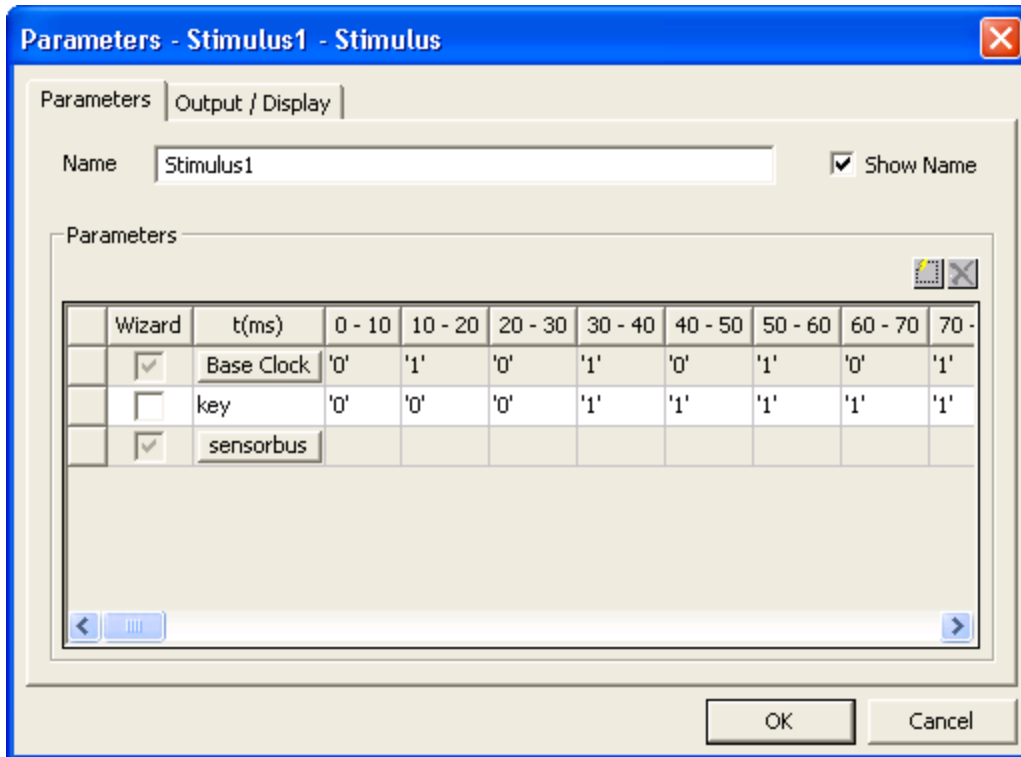 Parameters - Stimulus1 - Stimulus
Parameters Output / Display
Name Stimulus1 Show Name
Parameters
Wizard t(ms) 0 - 10 10 - 20 20 - 30 30 - 40 40 - 50 50 - 60 60 - 70 70 -
Base Clock '0' '1' '0' '1' '0' '1' '0' '1'
key '0' '0' '0' '1' '1' '1' '1' '1'
sensorbus
OK Cancel